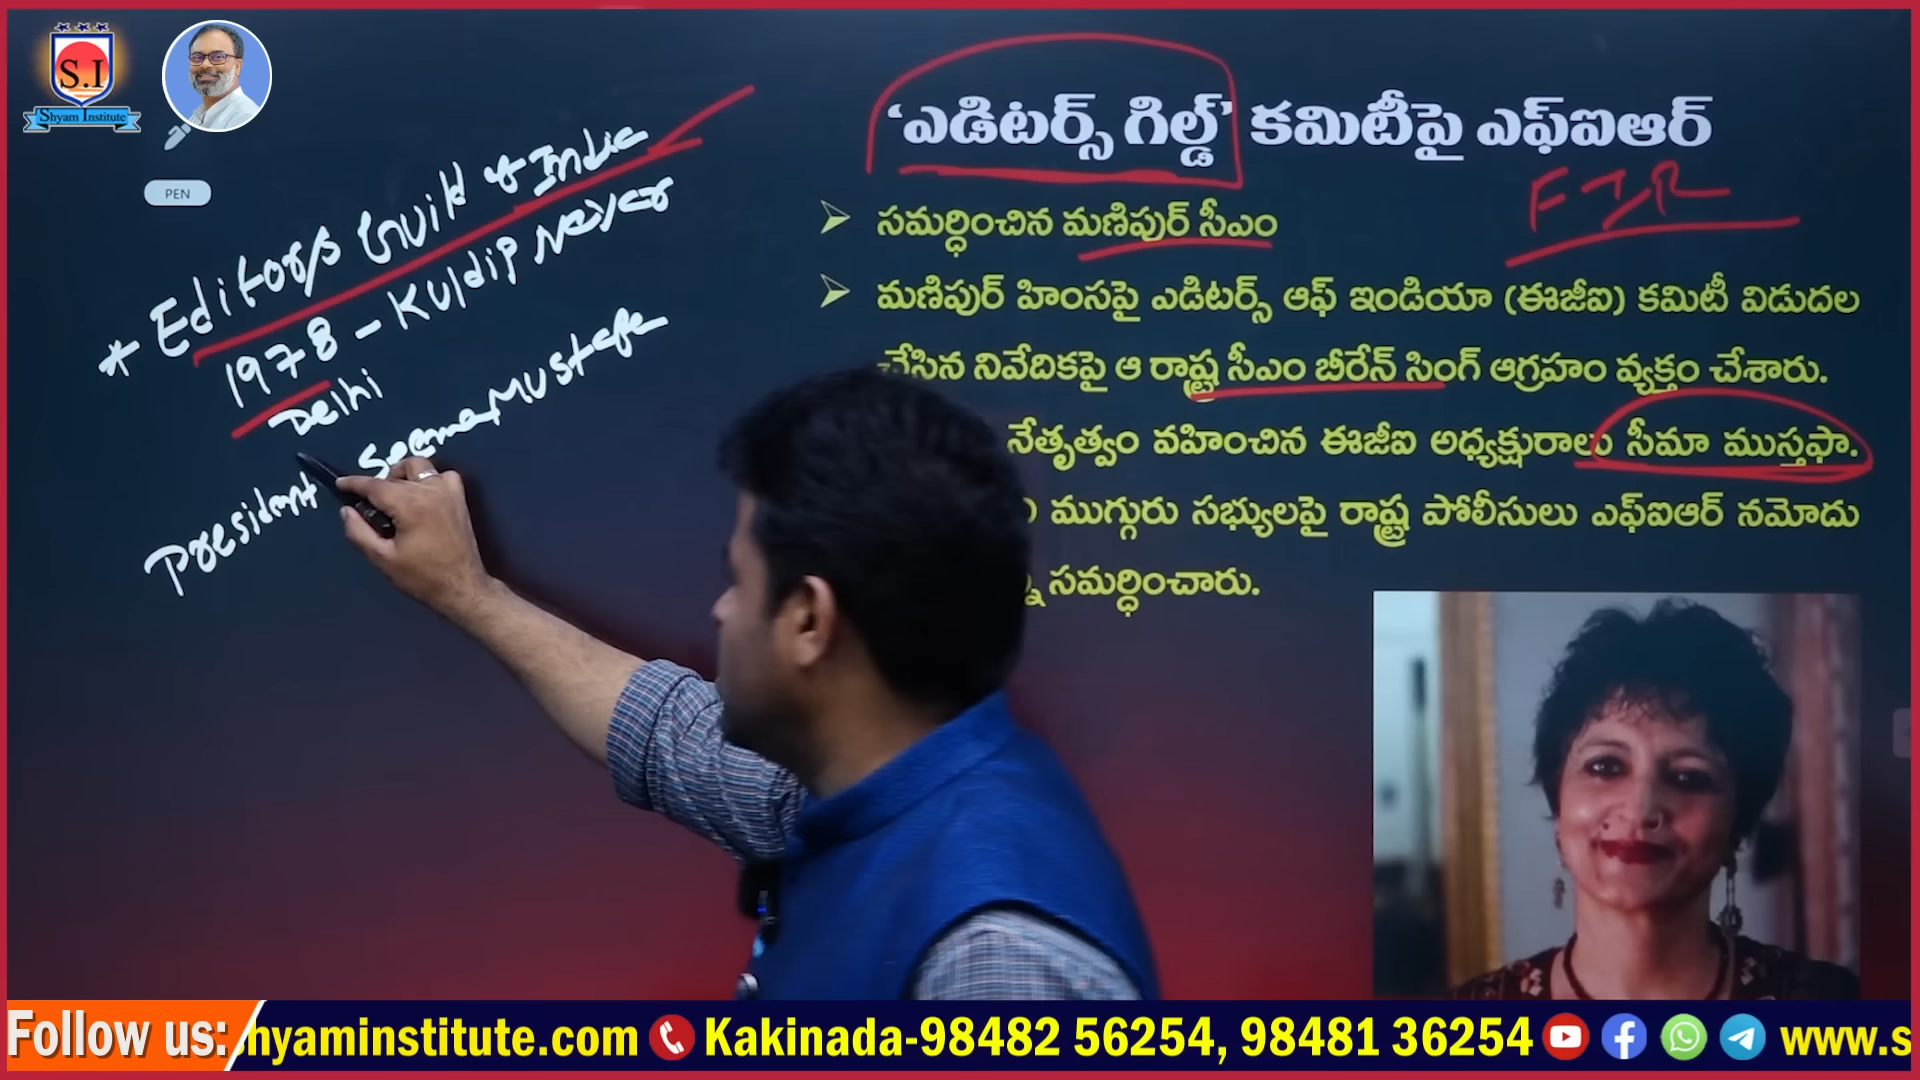 S.I
Shyam Institute
PEN
* Editors Guild of India
1978 - Kuldip Nayar
Delhi
President Seema Mustafa
‘ఎడిటర్స్ గిల్డ్’ కమిటీపై ఎఫ్ఐఆర్
FIR
సమర్ధించిన మణిపుర్ సీఎం
మణిపుర్ హింసపై ఎడిటర్స్ ఆఫ్ ఇండియా (ఈజీఐ) కమిటీ విడుదల
చేసిన నివేదికపై ఆ రాష్ట్ర సీఎం బీరేన్ సింగ్ ఆగ్రహం వ్యక్తం చేశారు.
నేతృత్వం వహించిన ఈజీఐ అధ్యక్షురాలు సీమా ముస్తఫా.
ముగ్గురు సభ్యులపై రాష్ట్ర పోలీసులు ఎఫ్ఐఆర్ నమోదు
సమర్ధించారు.
Follow us: hyaminstitute.com Kakinada-98482 56254, 98481 36254 www.s